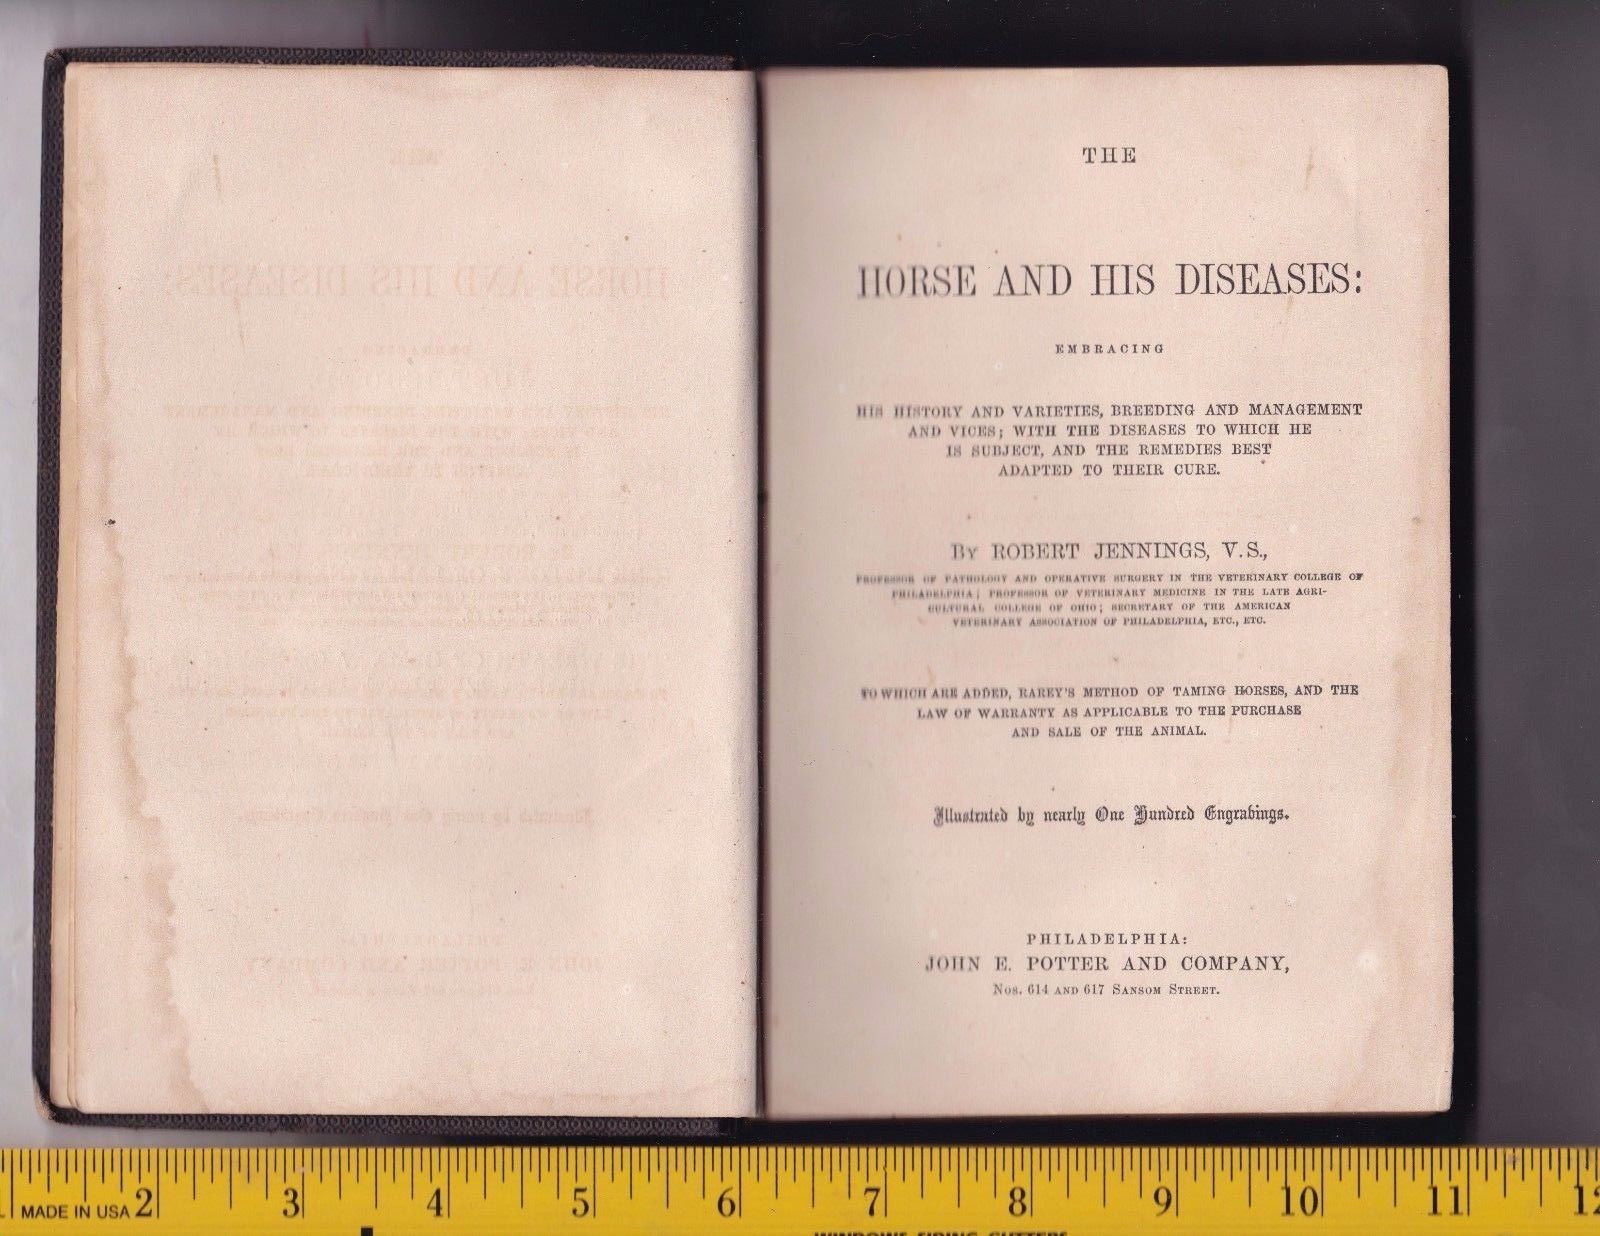 THE
HORSE AND HIS DISEASES:
EMBRACING
HIS HISTORY AND VARIETIES, BREEDING AND MANAGEMENT
AND VICES; WITH THE DISEASES TO WHICH HE
IS SUBJECT, AND THE REMEDIES BEST
ADAPTED TO THEIR CURE.
BY ROBERT JENNINGS, V.S.,
PROFESSOR OF PATHOLOGY AND OPERATIVE SURGERY IN THE VETERINARY COLLEGE OF
PHILADELPHIA; PROFESSOR OF VETERINARY MEDICINE IN THE LATE AGRI-
CULTURAL COLLEGE OF OHIO; SECRETARY OF THE AMERICAN
VETERINARY ASSOCIATION OF PHILADELPHIA, ETC., ETC.
TO WHICH ARE ADDED, RAREY'S METHOD OF TAMING HORSES, AND THE
LAW OF WARRANTY AS APPLICABLE TO THE PURCHASE
AND SALE OF THE ANIMAL.
Illustrated by nearly One Hundred Engravings.
PHILADELPHIA:
JOHN E. POTTER AND COMPANY,
Nos. 614 AND 617 SANSOM STREET.
1 MADE IN USA 2 3 4 5 6 7 8 9 10 11 12